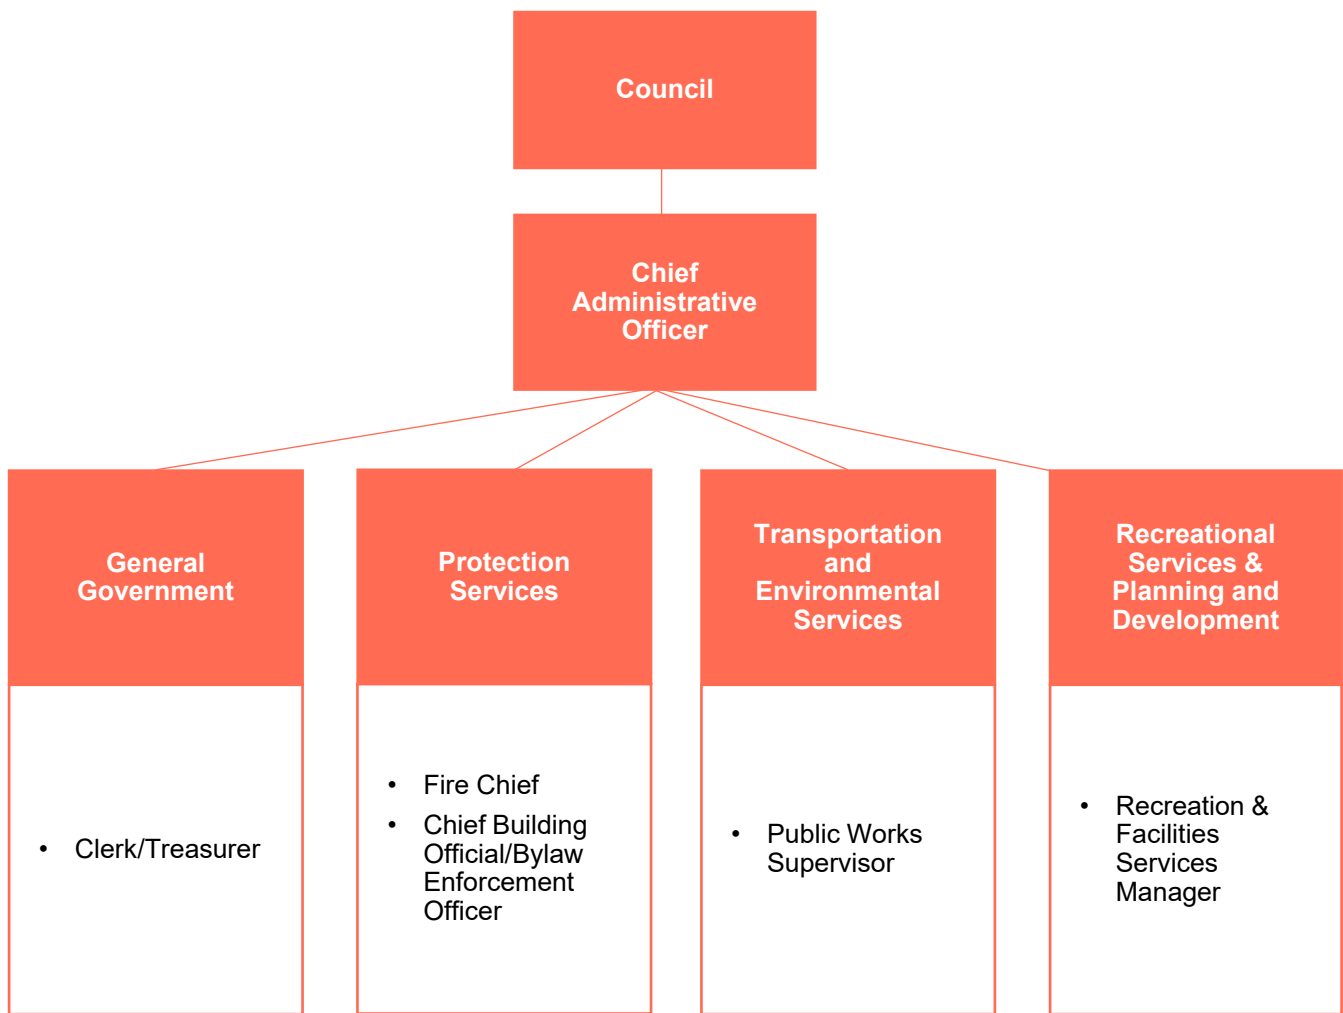 Council
Chief
Administrative
Officer
General
Government
Protection
Services
Transportation
and
Environmental
Services
Recreational
Services &
Planning and
Development
• Clerk/Treasurer
• Fire Chief
• Chief Building
Official/Bylaw
Enforcement
Officer
• Public Works
Supervisor
• Recreation &
Facilities
Services
Manager